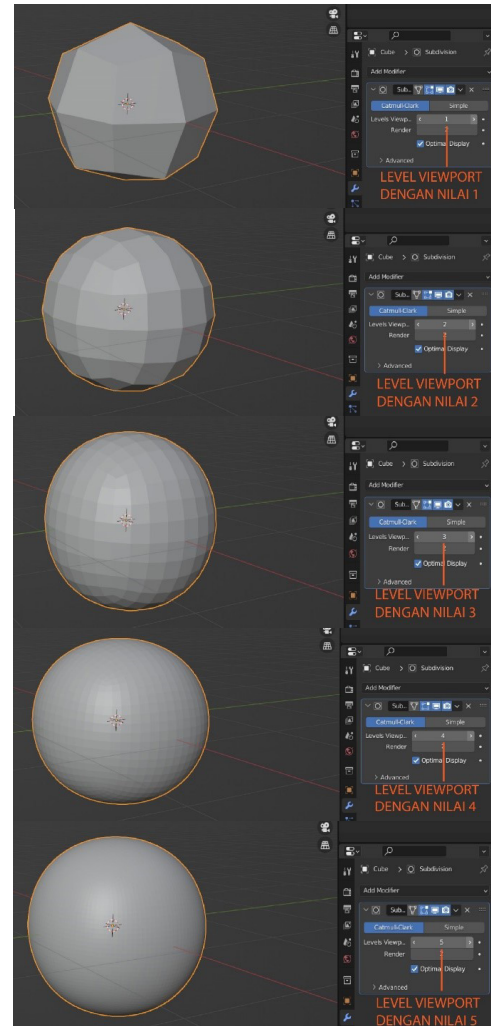 Cube > Subdivision
Add Modifier
Sub..
Catmull-Clark Simple
Levels Viewp.. 1
Render
Optimal Display
> Advanced
LEVEL VIEWPORT
DENGAN NILAI 1
Cube > Subdivision
Add Modifier
Sub..
Catmull-Clark Simple
Levels Viewp.. 2
Render
Optimal Display
> Advanced
LEVEL VIEWPORT
DENGAN NILAI 2
Cube > Subdivision
Add Modifier
Sub..
Catmull-Clark Simple
Levels Viewp.. 3
Render
Optimal Display
> Advanced
LEVEL VIEWPORT
DENGAN NILAI 3
Cube > Subdivision
Add Modifier
Sub..
Catmull-Clark Simple
Levels Viewp.. 4
Render
Optimal Display
> Advanced
LEVEL VIEWPORT
DENGAN NILAI 4
Cube > Subdivision
Add Modifier
Sub..
Catmull-Clark Simple
Levels Viewp.. 5
Render
Optimal Display
> Advanced
LEVEL VIEWPORT
DENGAN NILAI 5